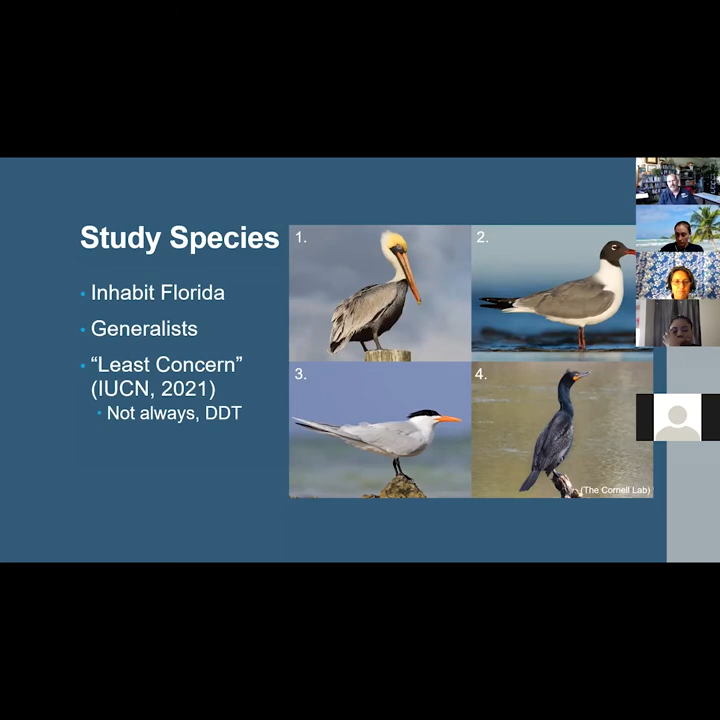 Study Species
• Inhabit Florida
• Generalists
• “Least Concern”
(IUCN, 2021)
• Not always, DDT
1.
2.
3.
4.
(The Cornell Lab)